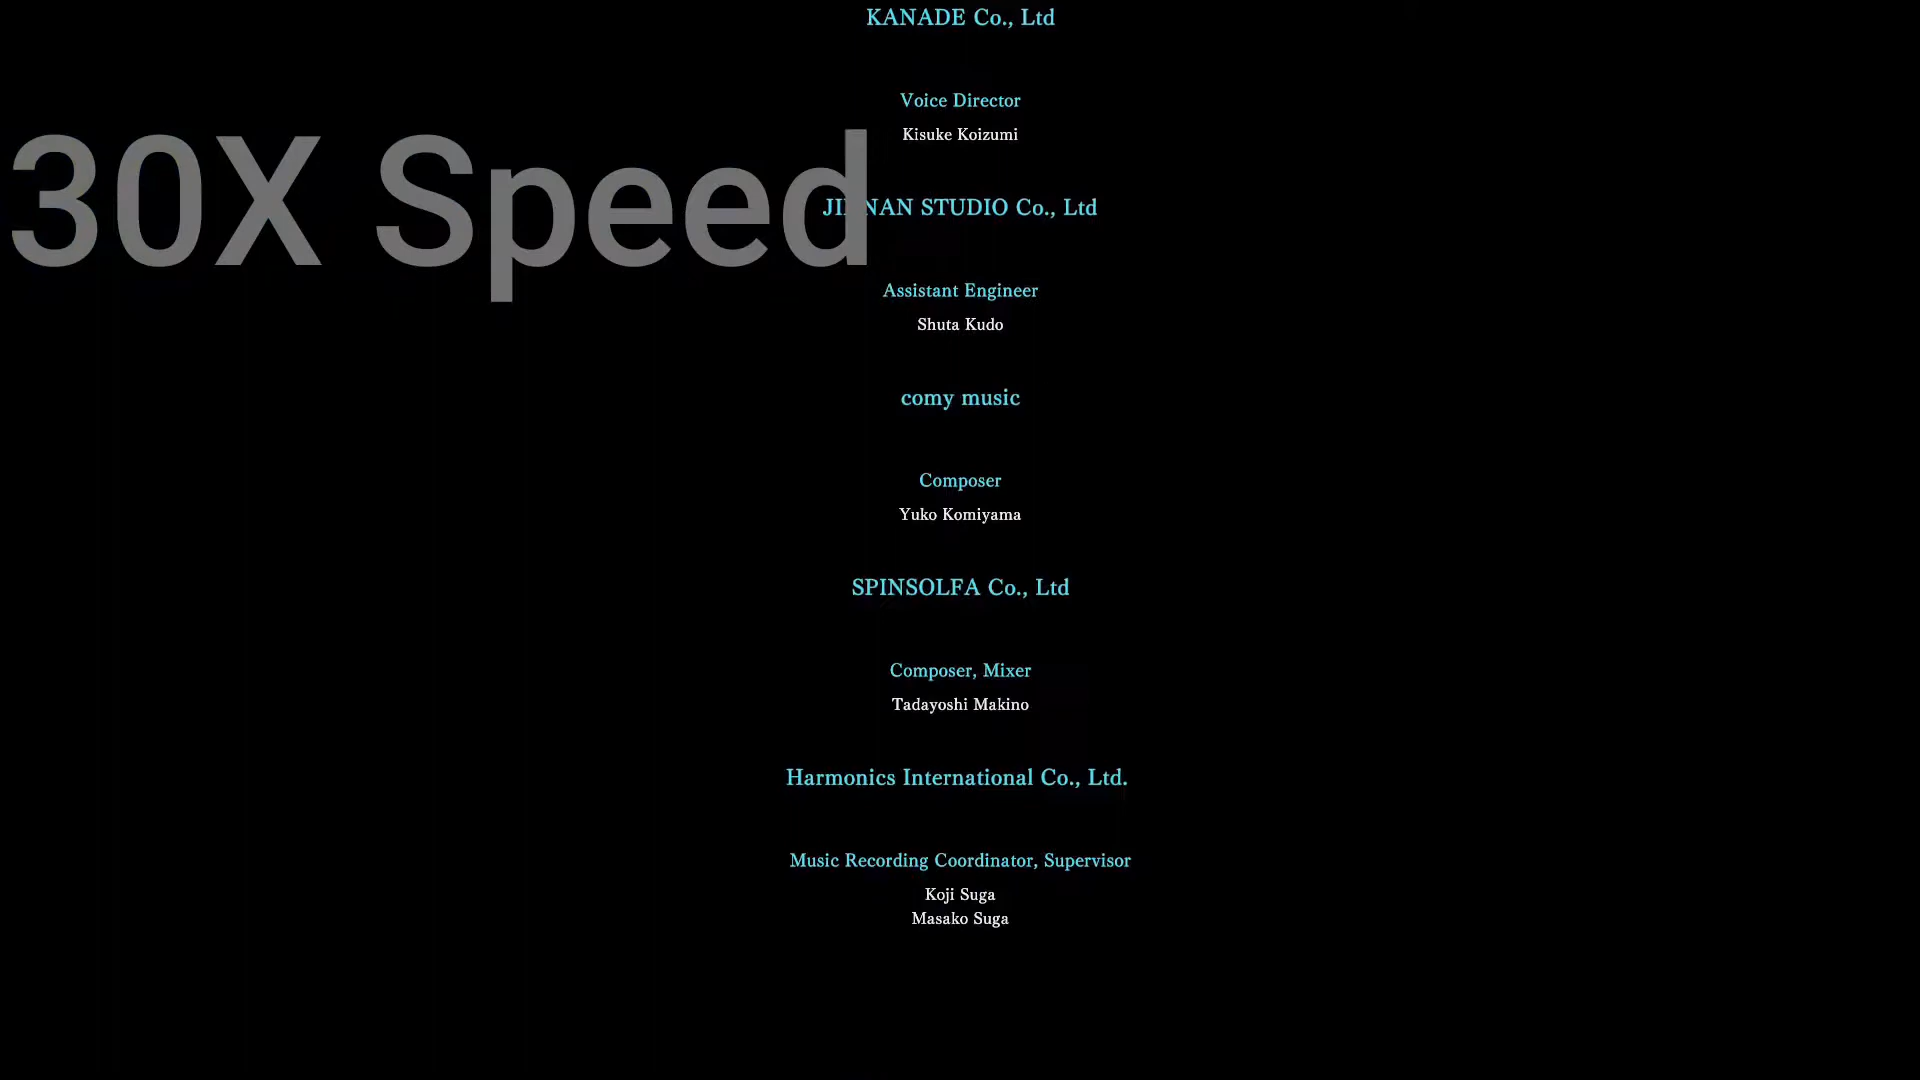 KANADE Co., Ltd
Voice Director
Kisuke Koizumi
30X Speed
NAN STUDIO Co., Ltd
Assistant Engineer
Shuta Kudo
comy music
Composer
Yuko Komiyama
SPINSOLFA Co., Ltd
Composer, Mixer
Tadayoshi Makino
Harmonics International Co., Ltd.
Music Recording Coordinator, Supervisor
Koji Suga
Masako Suga